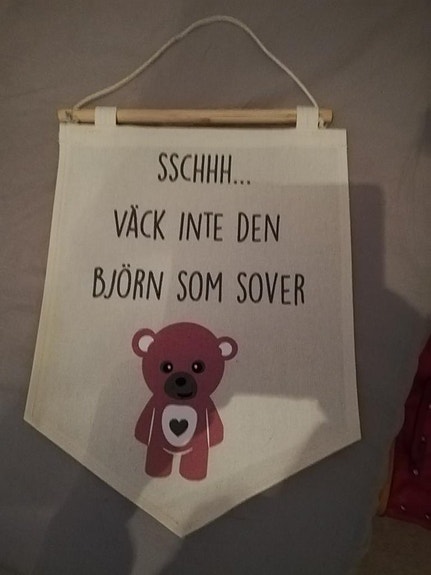 SSCHHH...
VÄCK INTE DEN
BJÖRN SOM SOVER